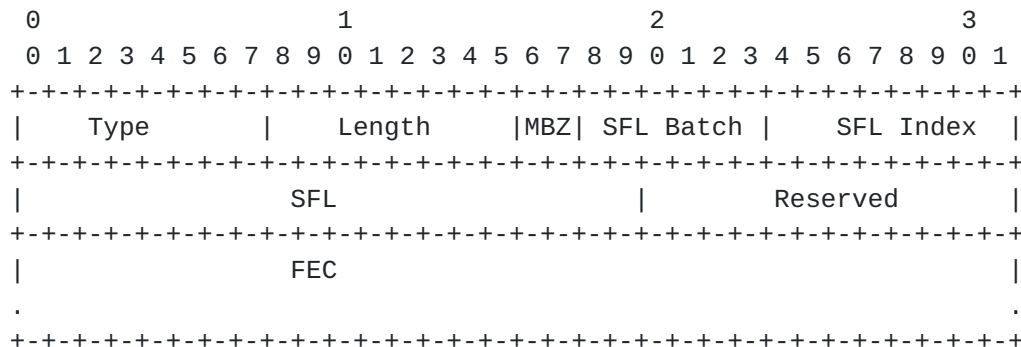 0                   1                   2                   3
 0 1 2 3 4 5 6 7 8 9 0 1 2 3 4 5 6 7 8 9 0 1 2 3 4 5 6 7 8 9 0 1
+-+-+-+-+-+-+-+-+-+-+-+-+-+-+-+-+-+-+-+-+-+-+-+-+-+-+-+-+-+-+-+-+
|    Type       |    Length     |MBZ| SFL Batch |    SFL Index  |
+-+-+-+-+-+-+-+-+-+-+-+-+-+-+-+-+-+-+-+-+-+-+-+-+-+-+-+-+-+-+-+-+
|                 SFL                   |        Reserved       |
+-+-+-+-+-+-+-+-+-+-+-+-+-+-+-+-+-+-+-+-+-+-+-+-+-+-+-+-+-+-+-+-+
|                 FEC                                           |
.                                                               .
+-+-+-+-+-+-+-+-+-+-+-+-+-+-+-+-+-+-+-+-+-+-+-+-+-+-+-+-+-+-+-+-+